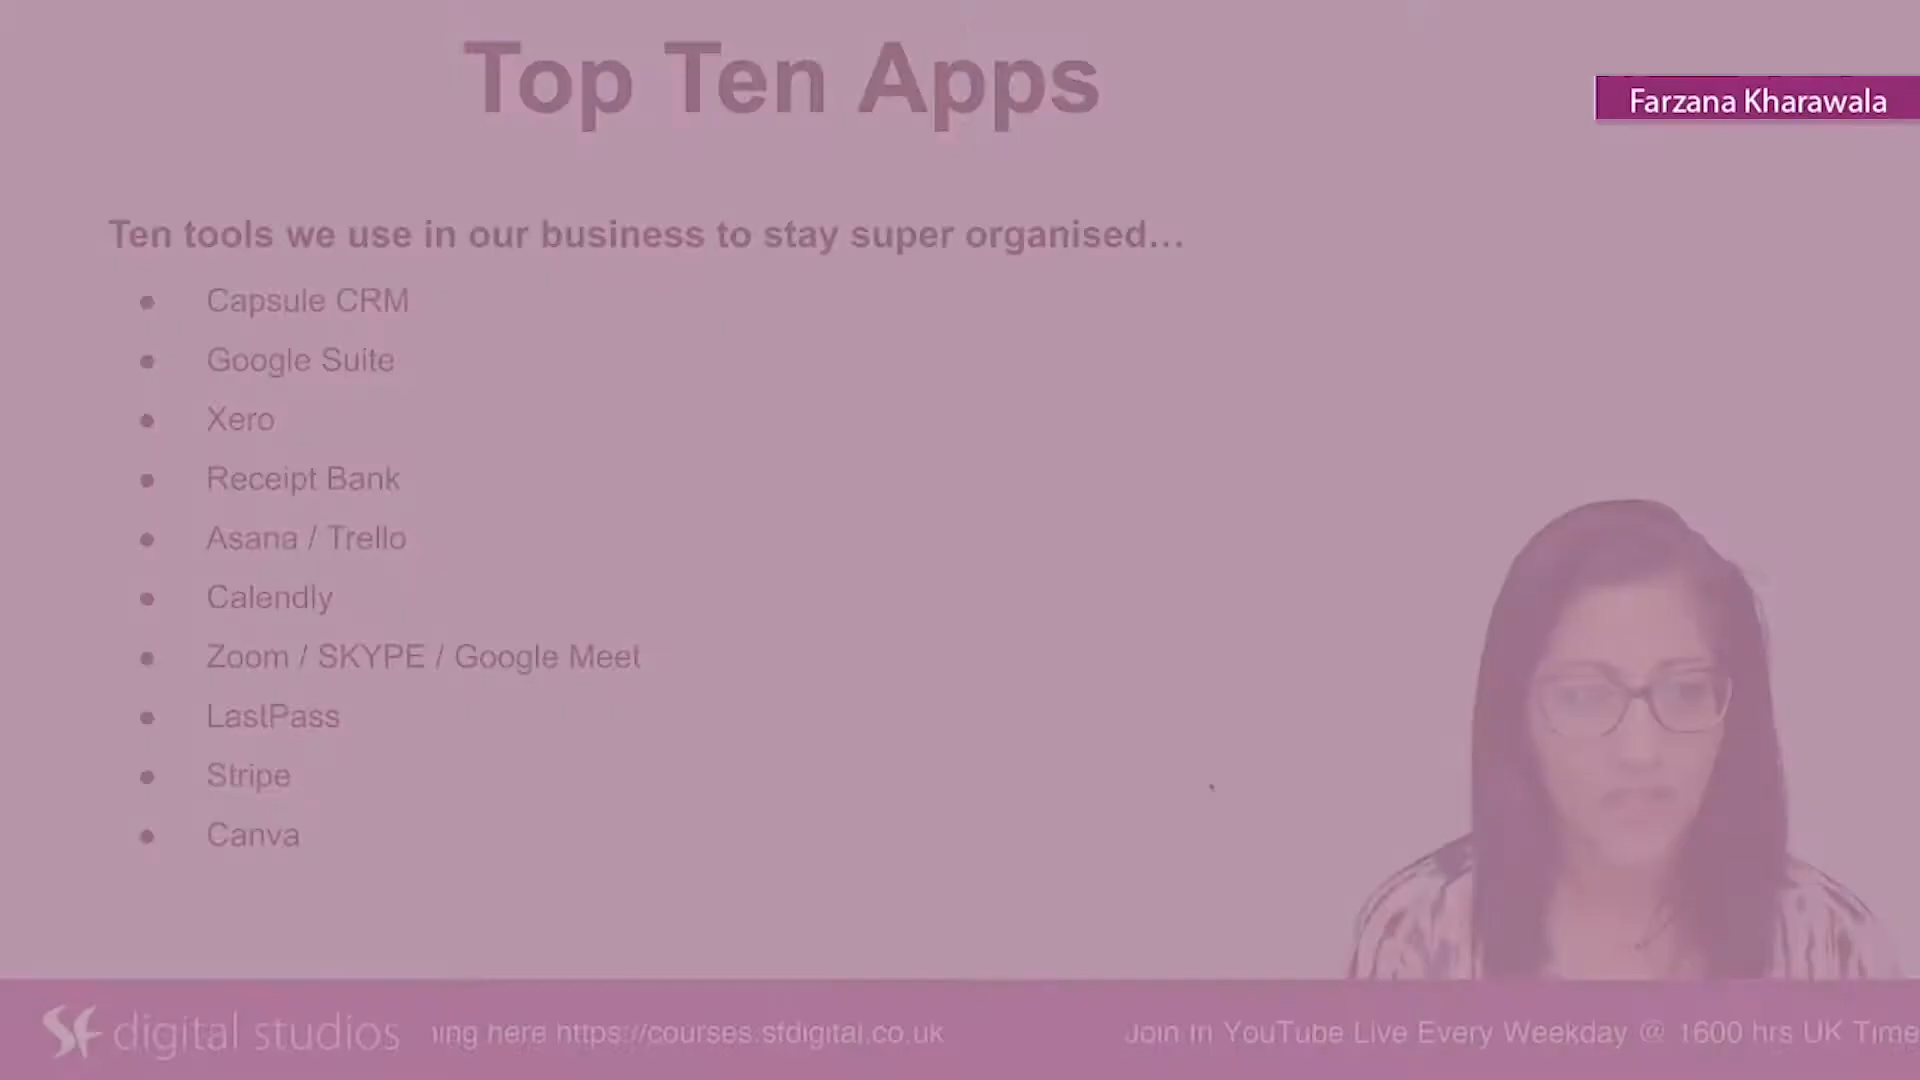 Top Ten Apps
Farzana Kharawala
Ten tools we use in our business to stay super organised...
• Capsule CRM
• Google Suite
• Xero
• Receipt Bank
• Asana / Trello
• Calendly
• Zoom / SKYPE / Google Meet
• LastPass
• Stripe
• Canva
SF digital studios
ing here https://courses.sfdigital.co.uk
Join in YouTube Live Every Weekday @ 1600 hrs UK Time